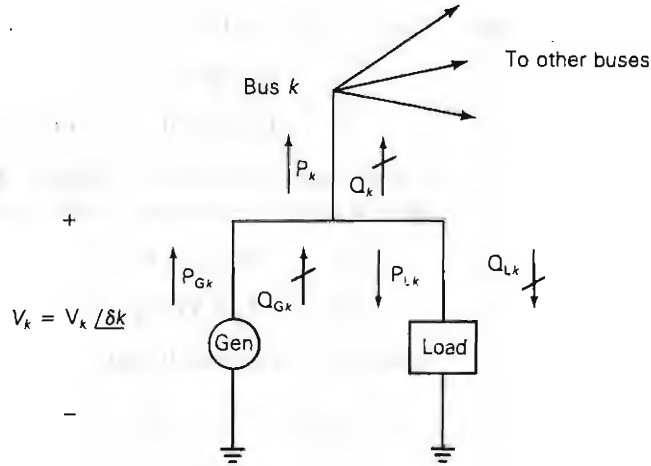 To other buses
Bus k
P_k
Q_k
+
P_Gk
Q_Gk
P_Lk
Q_Lk
V_k = V_k /δk
Gen
Load
−